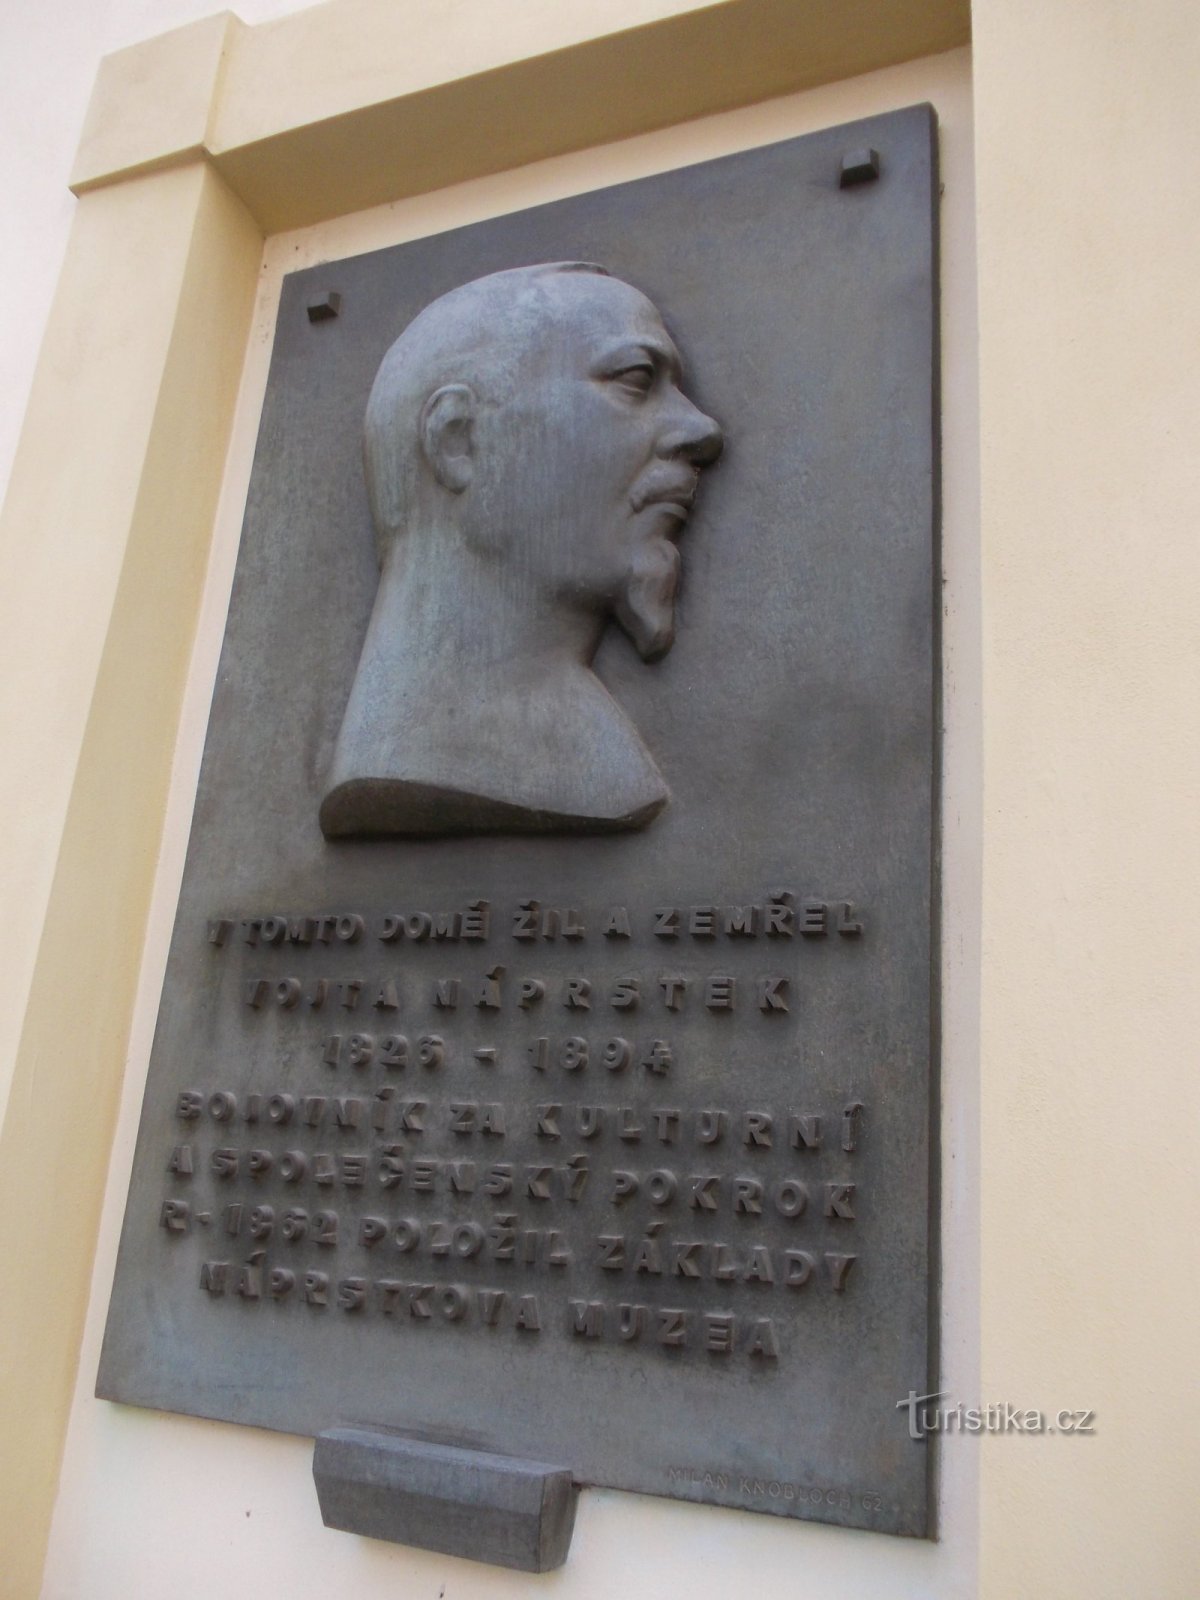 V TOMTO DOMĚ ŽIL A ZEMŘEL
VOJTA NÁPRSTEK
1826 - 1894
BOJOVNÍK ZA KULTURNÍ
A SPOLEČENSKÝ POKROK
R. 1862 POLOŽIL ZÁKLADY
NÁPRSTKOVA MUZEA
MILAN KNOBLOCH 62
Turistika.cz